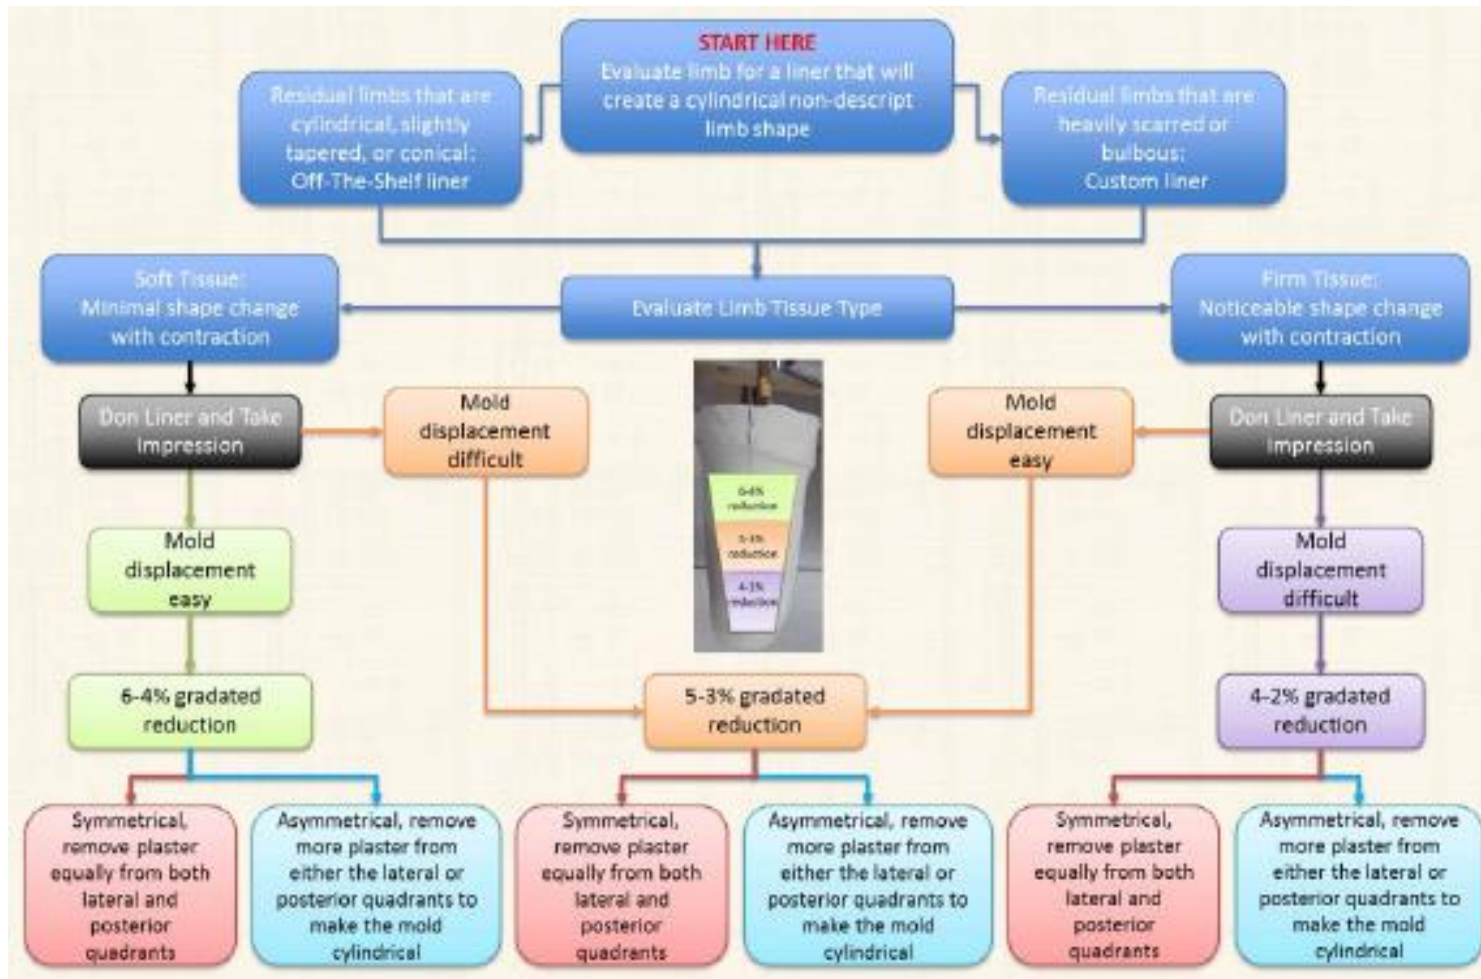 START HERE
Evaluate limb for a liner that will
create a cylindrical non-descript
limb shape
Residual limbs that are
cylindrical, slightly
tapered, or conical:
Off-The-Shelf liner
Residual limbs that are
heavily scarred or
bulbous:
Custom liner
Soft Tissue:
Minimal shape change
with contraction
Evaluate Limb Tissue Type
Firm Tissue:
Noticeable shape change
with contraction
Don Liner and Take
Impression
Mold
displacement
difficult
Mold
displacement
easy
Don Liner and Take
Impression
reduction
reduction
reduction
Mold
displacement
easy
Mold
displacement
difficult
6-4% gradated
reduction
5-3% gradated
reduction
4-2% gradated
reduction
Symmetrical,
remove plaster
equally from both
lateral and
posterior
quadrants
Asymmetrical, remove
more plaster from
either the lateral or
posterior quadrants to
make the mold
cylindrical
Symmetrical,
remove plaster
equally from both
lateral and
posterior
quadrants
Asymmetrical, remove
more plaster from
either the lateral or
posterior quadrants to
make the mold
cylindrical
Symmetrical,
remove plaster
equally from both
lateral and
posterior
quadrants
Asymmetrical, remove
more plaster from
either the lateral or
posterior quadrants to
make the mold
cylindrical